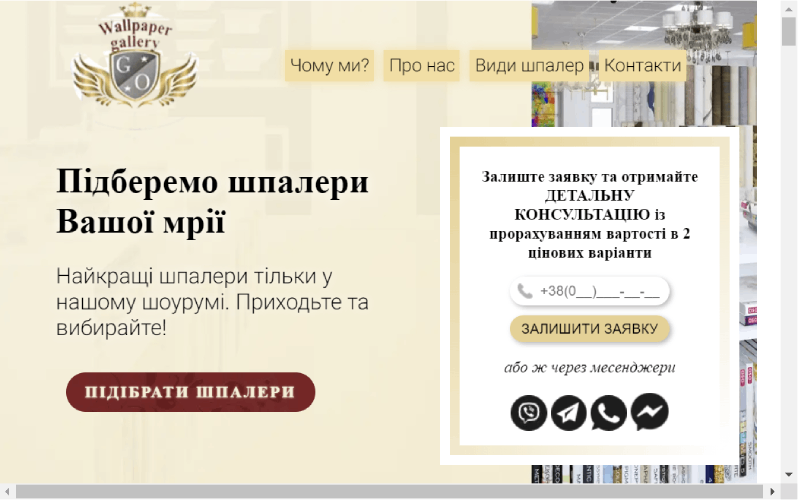 Wallpaper
gallery
G O
Чому ми?
Про нас
Види шпалер
Контакти
Підберемо шпалери
Вашої мрії
Найкращі шпалери тільки у
нашому шоурумі. Приходьте та
вибирайте!
ПІДІБРАТИ ШПАЛЕРИ
Залиште заявку та отримайте
ДЕТАЛЬНУ
КОНСУЛЬТАЦІЮ із
прорахуванням вартості в 2
цінових варіанти
+38(0__)___-__-__
ЗАЛИШИТИ ЗАЯВКУ
або ж через месенджери